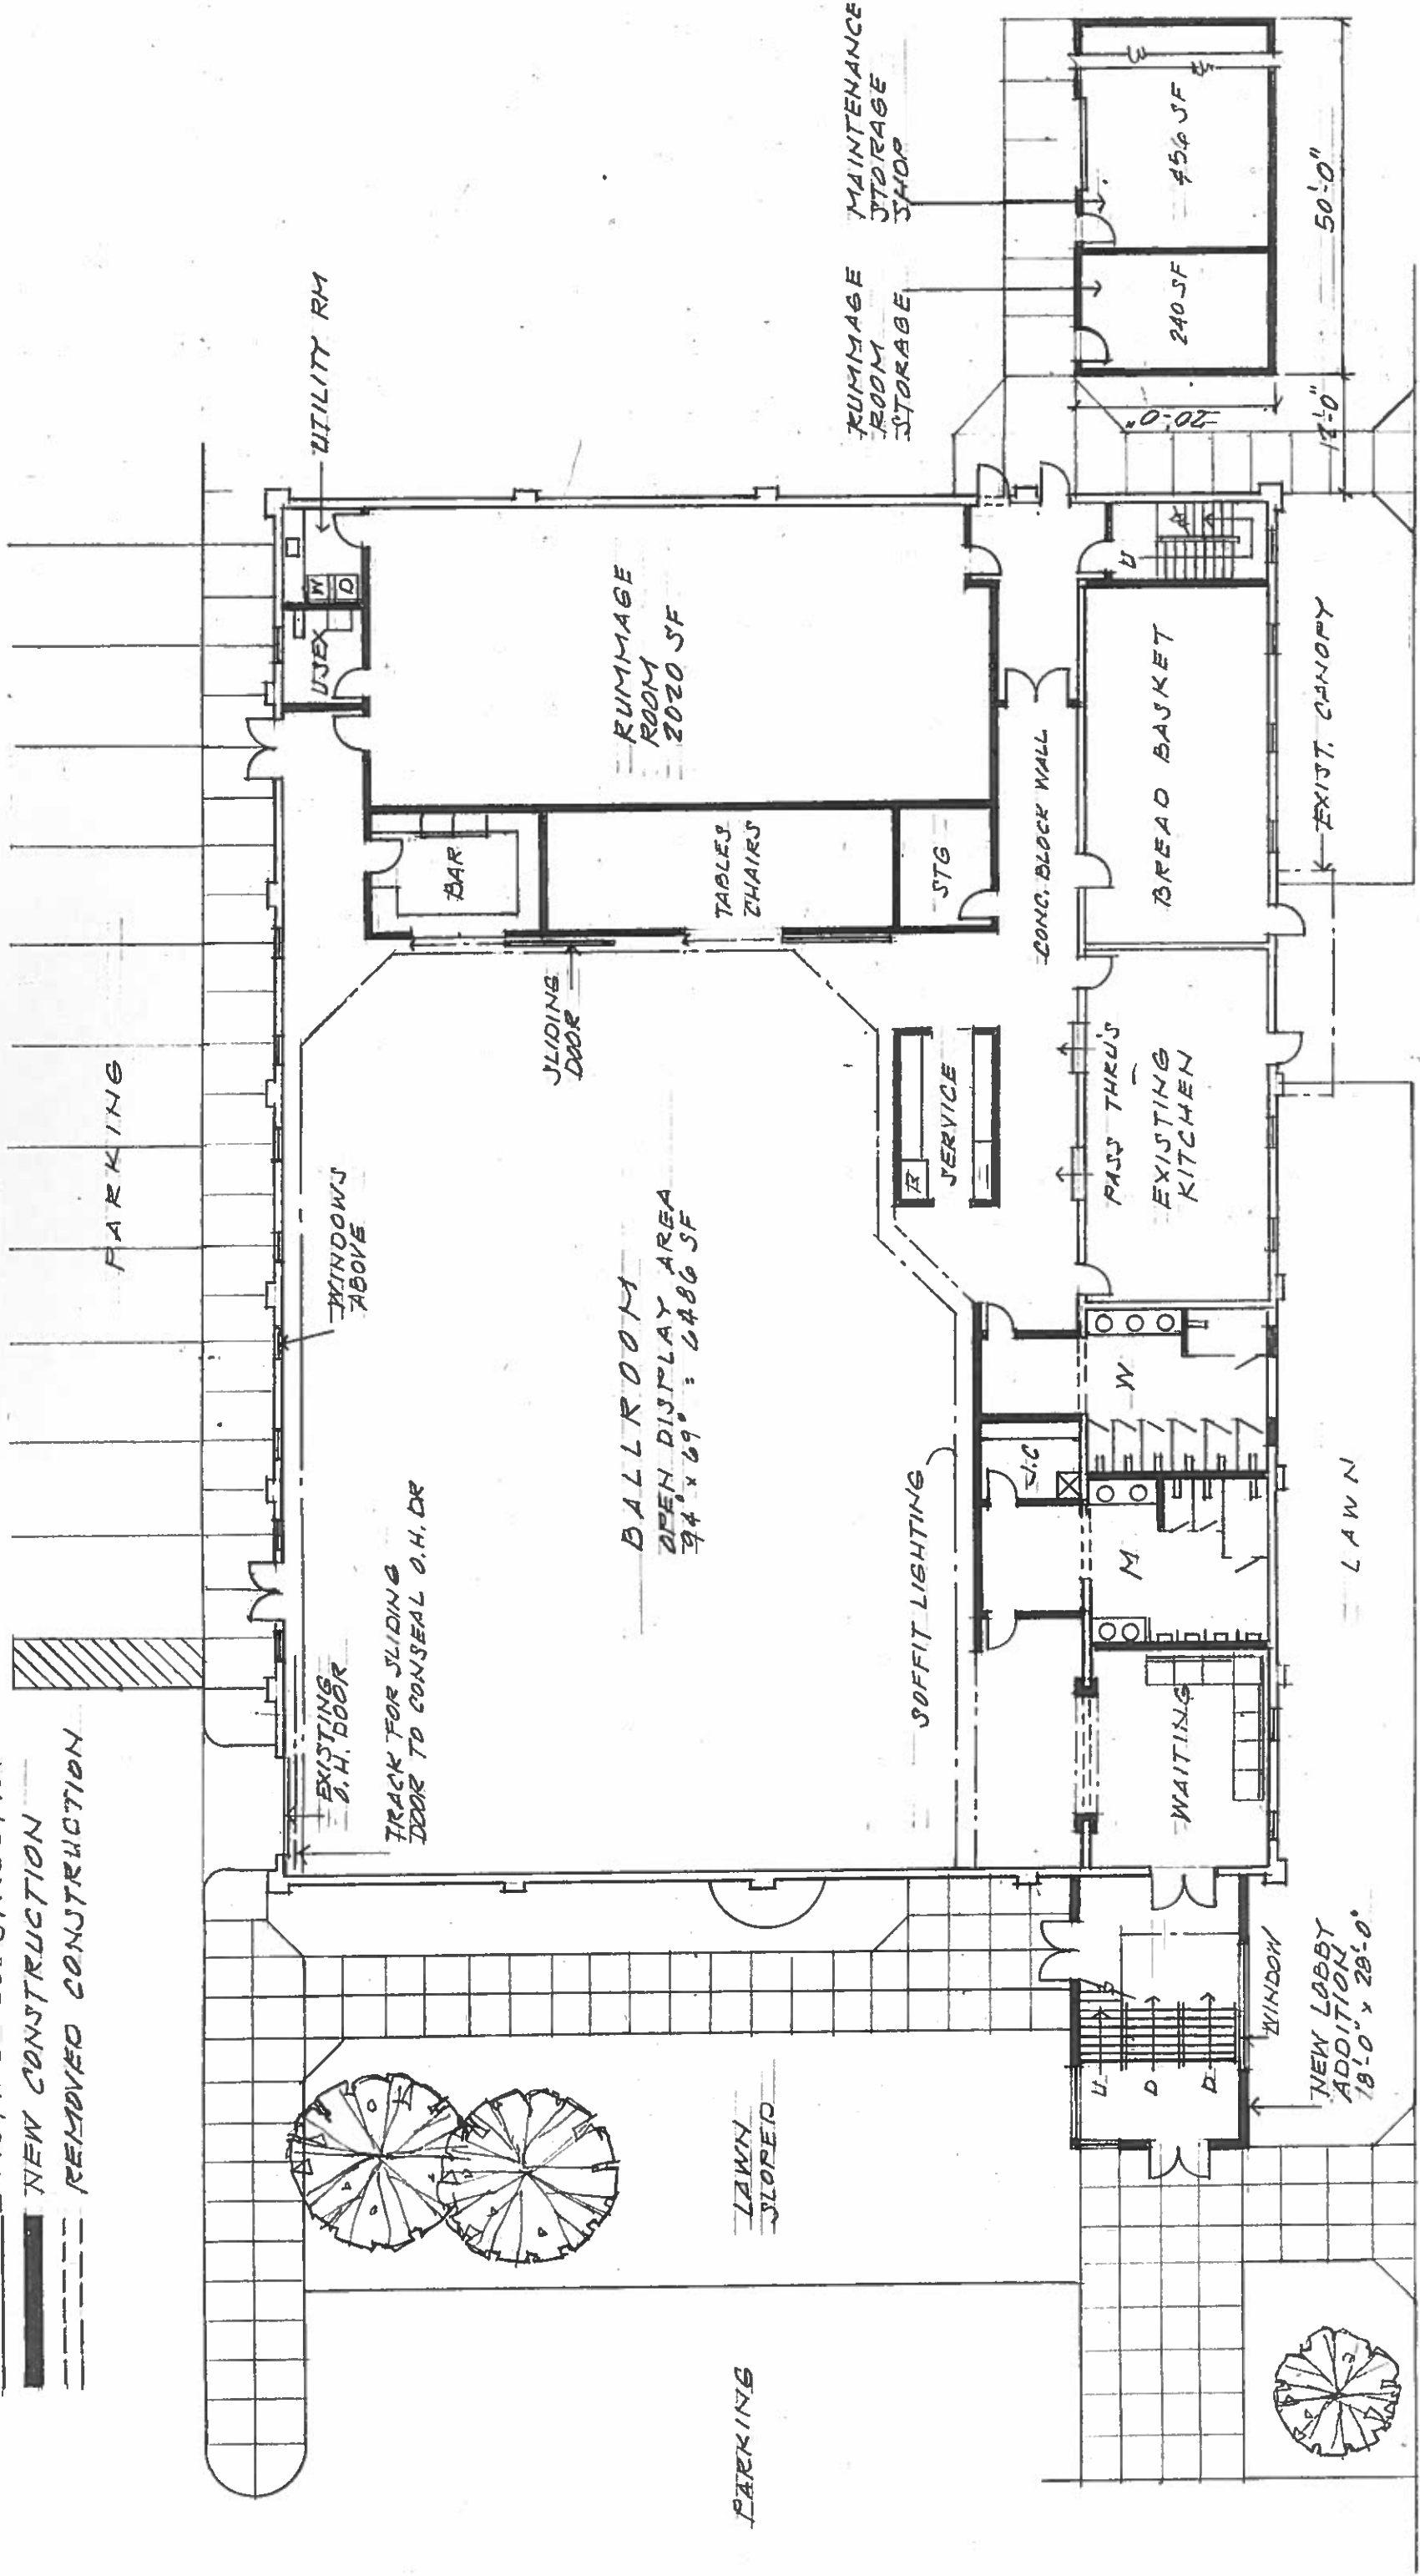 NEW CONSTRUCTION
REMOVED CONSTRUCTION
PARKING
EXISTING
O.H. DOOR
TRACK FOR SLIDING
DOOR TO CONSEAL O.H. DR
WINDOWS
ABOVE
UTILITY RM
USEX
W
D
BALLROOM
OPEN DISPLAY AREA
94° x 69° = 6486 SF
SLIDING
DOOR
BAR
TABLES
CHAIRS
STG
RUMMAGE
ROOM
2020 SF
RUMMAGE
ROOM
STORAGE
MAINTENANCE
STORAGE
SHOP
SOFFIT LIGHTING
R
SERVICE
CONC. BLOCK WALL
PARKING
LAWN
SLOPED
U
D
D
WINDOW
NEW LOBBY
ADDITION
18'-0" x 28'-0"
WAITING
M
J.C
W
PASS THRU'S
EXISTING
KITCHEN
BREAD BASKET
U
240 SF
456 SF
20'-0"
12'-0"
50'-0"
EXIST. CANOPY
LAWN